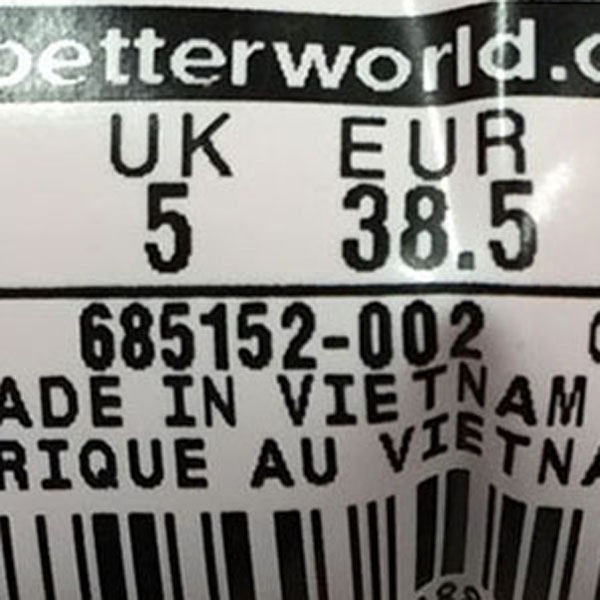 betterworld.c
UK EUR
5 38.5
685152-002
ADE IN VIETNAM
RIQUE AU VIETNA